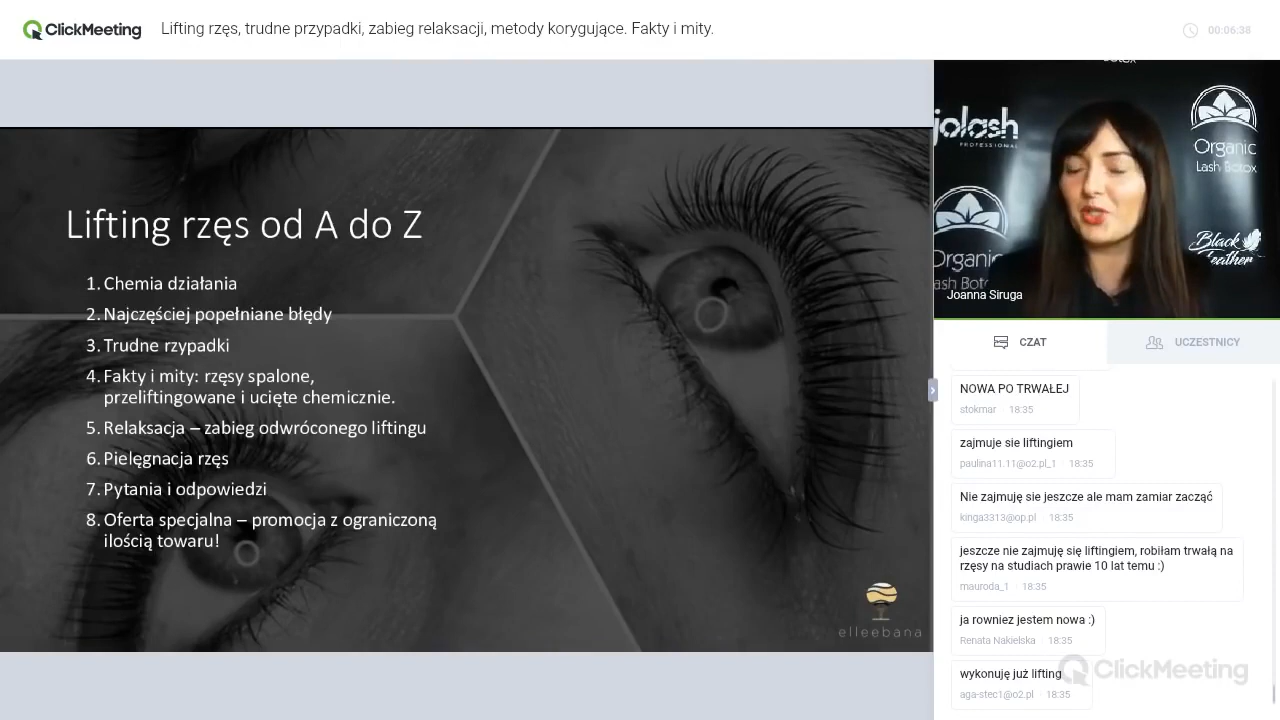 ClickMeeting
Lifting rzęs, trudne przypadki, zabieg relaksacji, metody korygujące. Fakty i mity.
00:06:38
Lifting rzęs od A do Z
1. Chemia działania
2. Najczęściej popełniane błędy
3. Trudne rzypadki
4. Fakty i mity: rzęsy spalone,
przeliftingowane i ucięte chemicznie.
5. Relaksacja – zabieg odwróconego liftingu
6. Pielęgnacja rzęs
7. Pytania i odpowiedzi
8. Oferta specjalna – promocja z ograniczoną
ilością towaru!
elleebana
jolash
PROFESSIONAL
Organic
Lash Botox
Organic
Lash Bot
Black
Feather
Joanna Siruga
CZAT
UCZESTNICY
NOWA PO TRWAŁEJ
stokmar · 18:35
zajmuje sie liftingiem
paulina11.11@o2.pl_1 · 18:35
Nie zajmuję sie jeszcze ale mam zamiar zacząć
kinga3313@op.pl · 18:35
jeszcze nie zajmuję się liftingiem, robiłam trwałą na
rzęsy na studiach prawie 10 lat temu :)
mauroda_1 · 18:35
ja rowniez jestem nowa :)
Renata Nakielska · 18:35
wykonuję już lifting
aga-stec1@o2.pl · 18:35
ClickMeeting